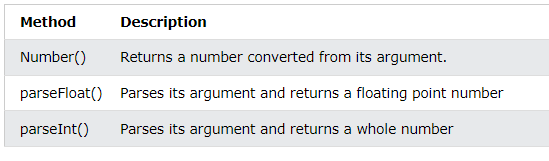 Method Description
Number() Returns a number converted from its argument.
parseFloat() Parses its argument and returns a floating point number
parseInt() Parses its argument and returns a whole number